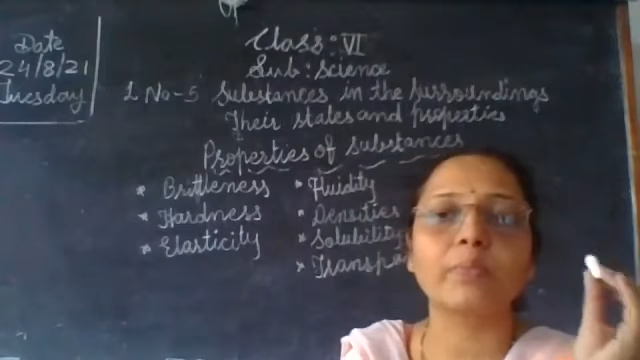 Date
24/8/21
Tuesday
Class: VI
Sub: Science
L No-5 Substances in the surroundings
Their states and properties
Properties of substances
* Brittleness
* Hardness
* Elasticity
* Fluidity
* Densities
* Solubility
* Transpa